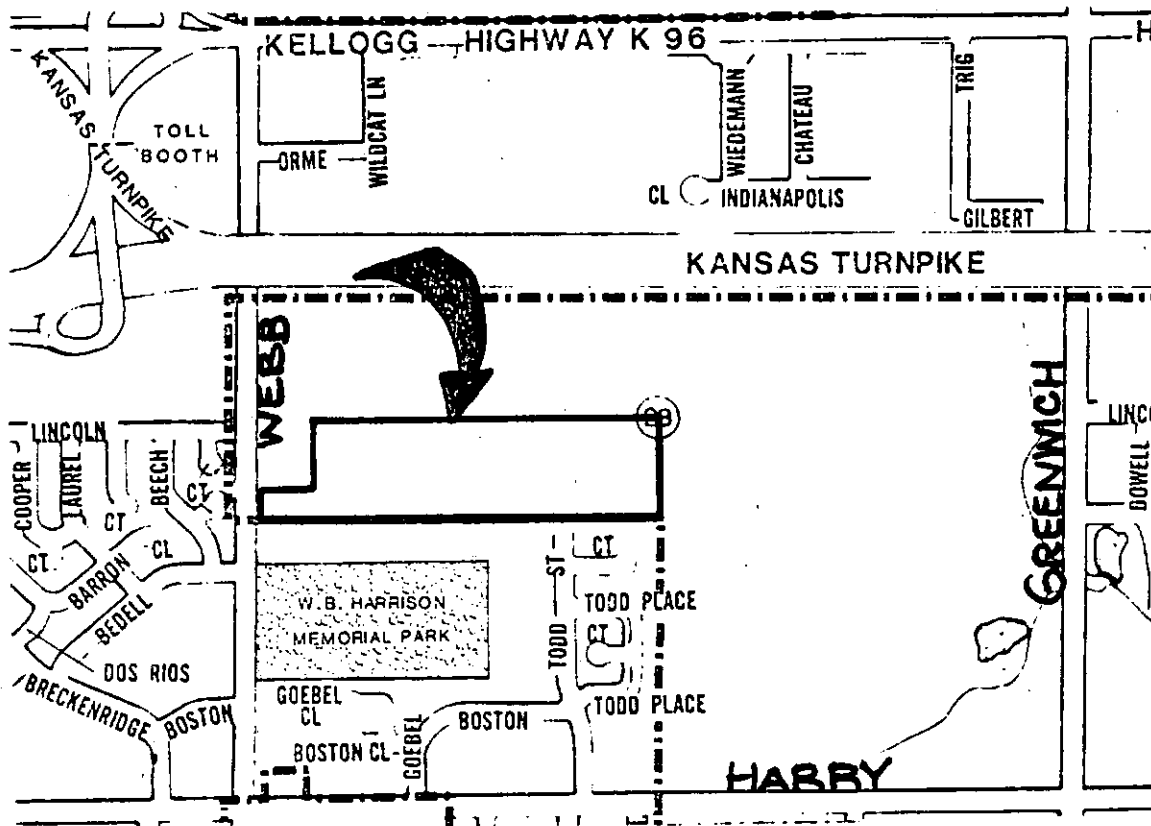 KELLOGG HIGHWAY K 96
H
KANSAS TURNPIKE
TOLL
BOOTH
ORME
WILDCAT LN
WIEDEMANN
CHATEAU
TRIG
CL
INDIANAPOLIS
GILBERT
KANSAS TURNPIKE
WEBB
GREENWICH
LINCOLN
COOPER
LAUREL
BEECH
CT
CT
CT.
CL
BARRON
BEDELL
DOS RIOS
BRECKENRIDGE
BOSTON
LINCO
DOWELL
W.B. HARRISON
MEMORIAL PARK
ST
CT
TODD PLACE
TODD
CT
TODD PLACE
GOEBEL
CL
BOSTON
BOSTON CL
GOEBEL
HARRY